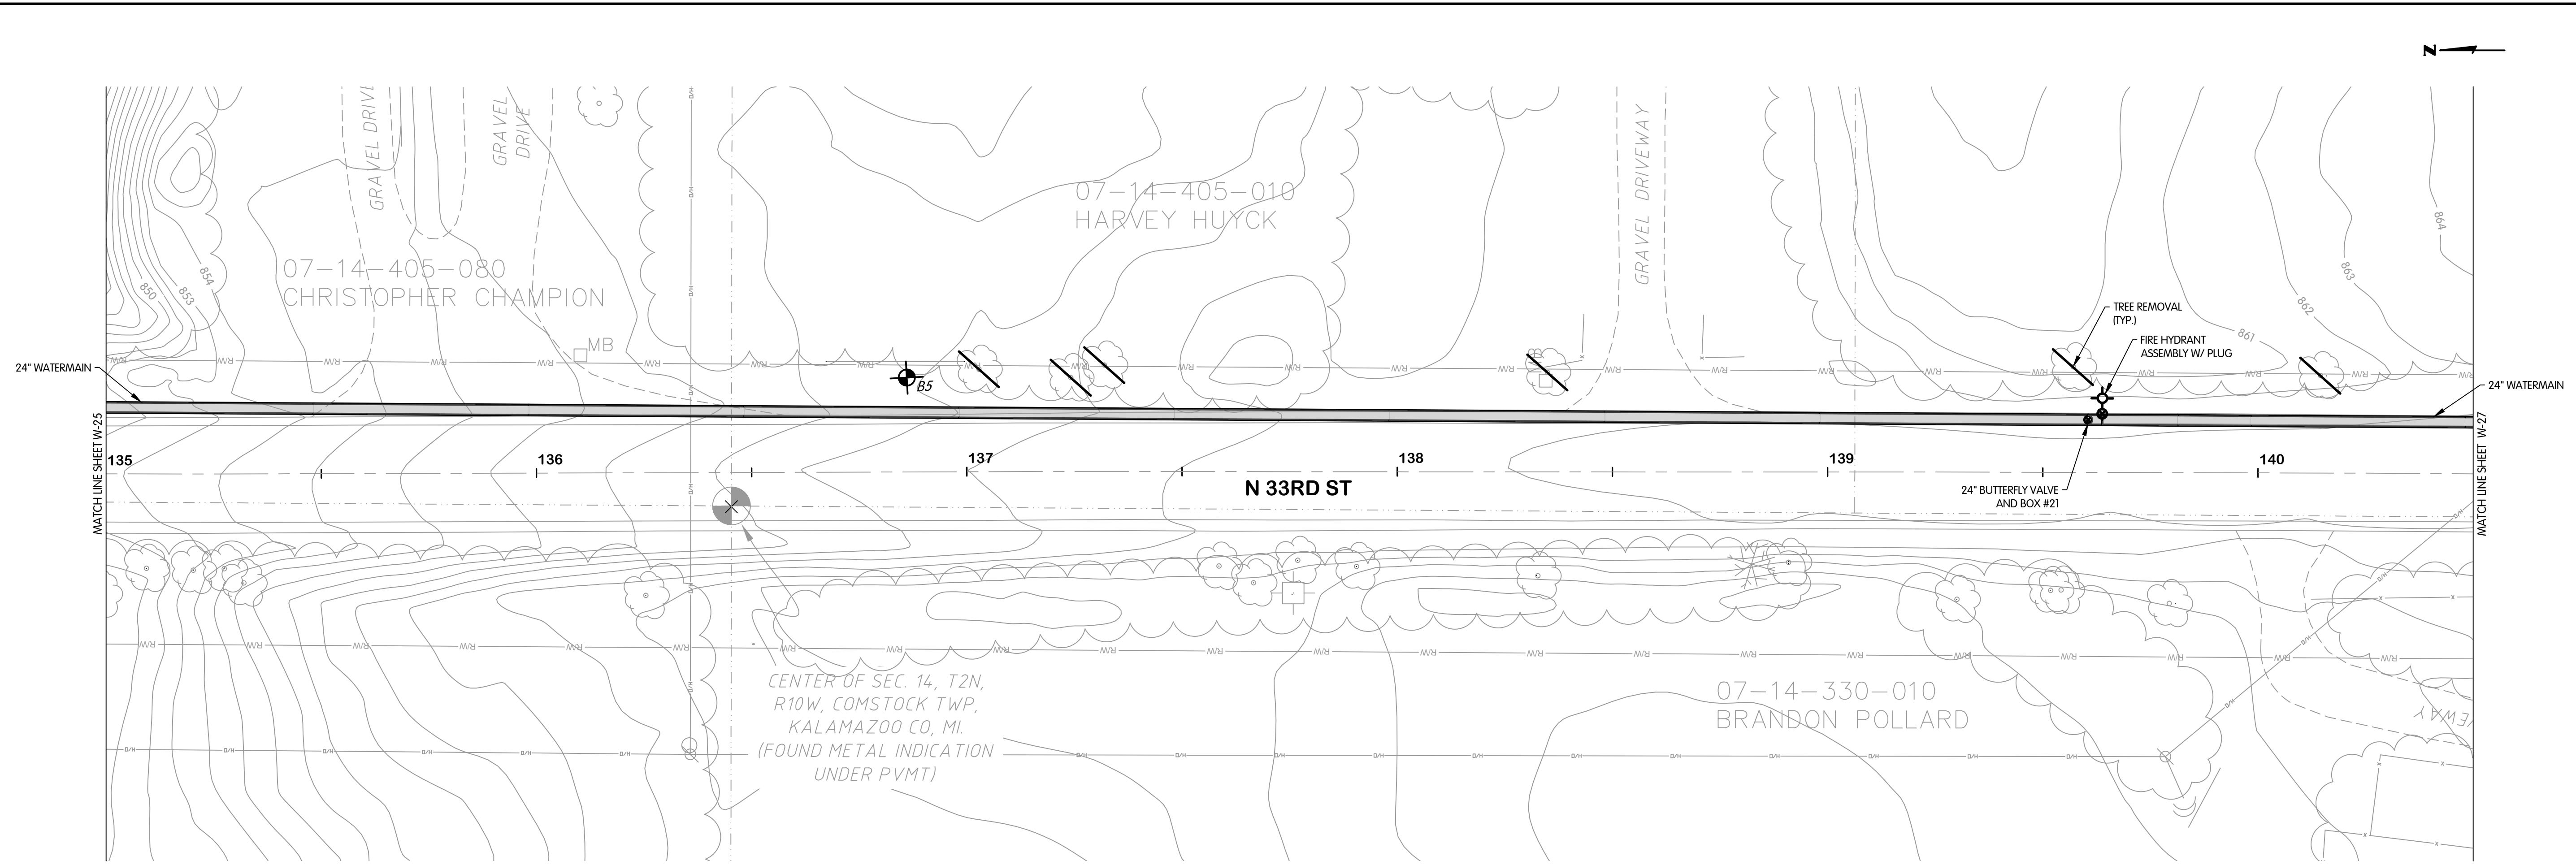 N
GRAVEL DRIVE
GRAVEL
DRIVE
07-14-405-010
HARVEY HUYCK
GRAVEL DRIVEWAY
864
863
862
861
854
853
850
07-14-405-080
CHRISTOPHER CHAMPION
MB
B5
TREE REMOVAL
(TYP.)
FIRE HYDRANT
ASSEMBLY W/ PLUG
24" WATERMAIN
24" WATERMAIN
MATCH LINE SHEET W-25
MATCH LINE SHEET W-27
135
136
137
138
139
140
N 33RD ST
24" BUTTERFLY VALVE
AND BOX #21
R/W
O/H
CENTER OF SEC. 14, T2N,
R10W, COMSTOCK TWP,
KALAMAZOO CO, MI.
(FOUND METAL INDICATION
UNDER PVMT)
07-14-330-010
BRANDON POLLARD
EWAY